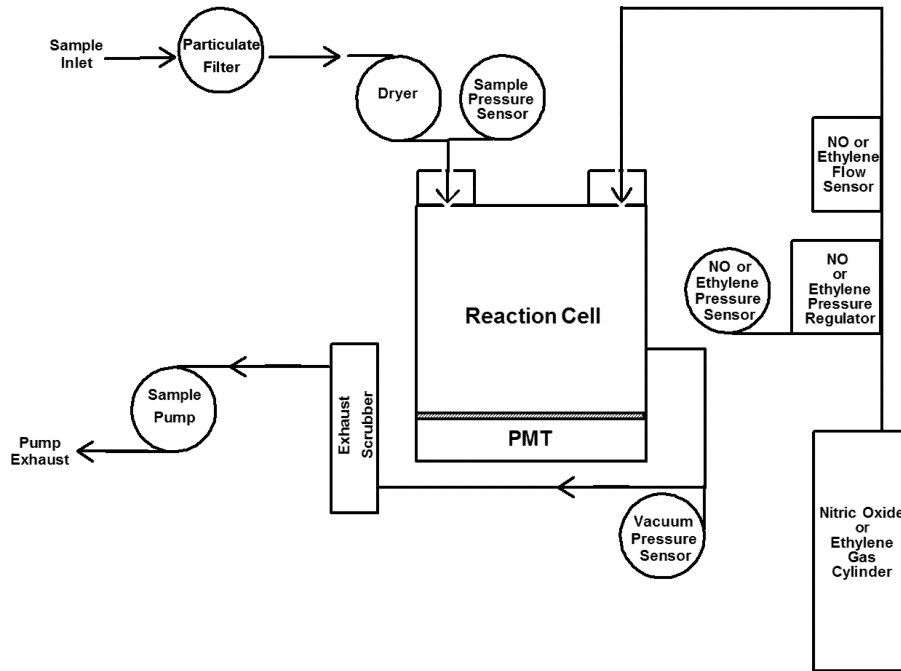 Sample
Inlet
Particulate
Filter
Dryer
Sample
Pressure
Sensor
NO or
Ethylene
Flow
Sensor
NO or
Ethylene
Pressure
Sensor
NO
or
Ethylene
Pressure
Regulator
Reaction Cell
PMT
Exhaust
Scrubber
Sample
Pump
Pump
Exhaust
Vacuum
Pressure
Sensor
Nitric Oxide
or
Ethylene
Gas
Cylinder